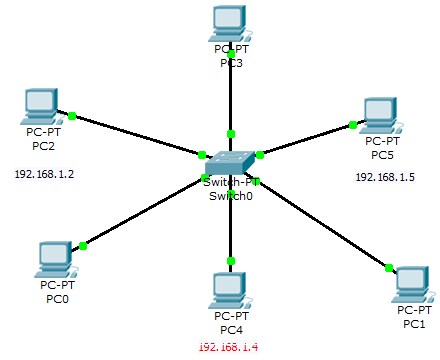 PC-PT
PC3
PC-PT
PC2
PC-PT
PC5
192.168.1.2
192.168.1.5
Switch-PT
Switch0
PC-PT
PC0
PC-PT
PC4
PC-PT
PC1
192.168.1.4